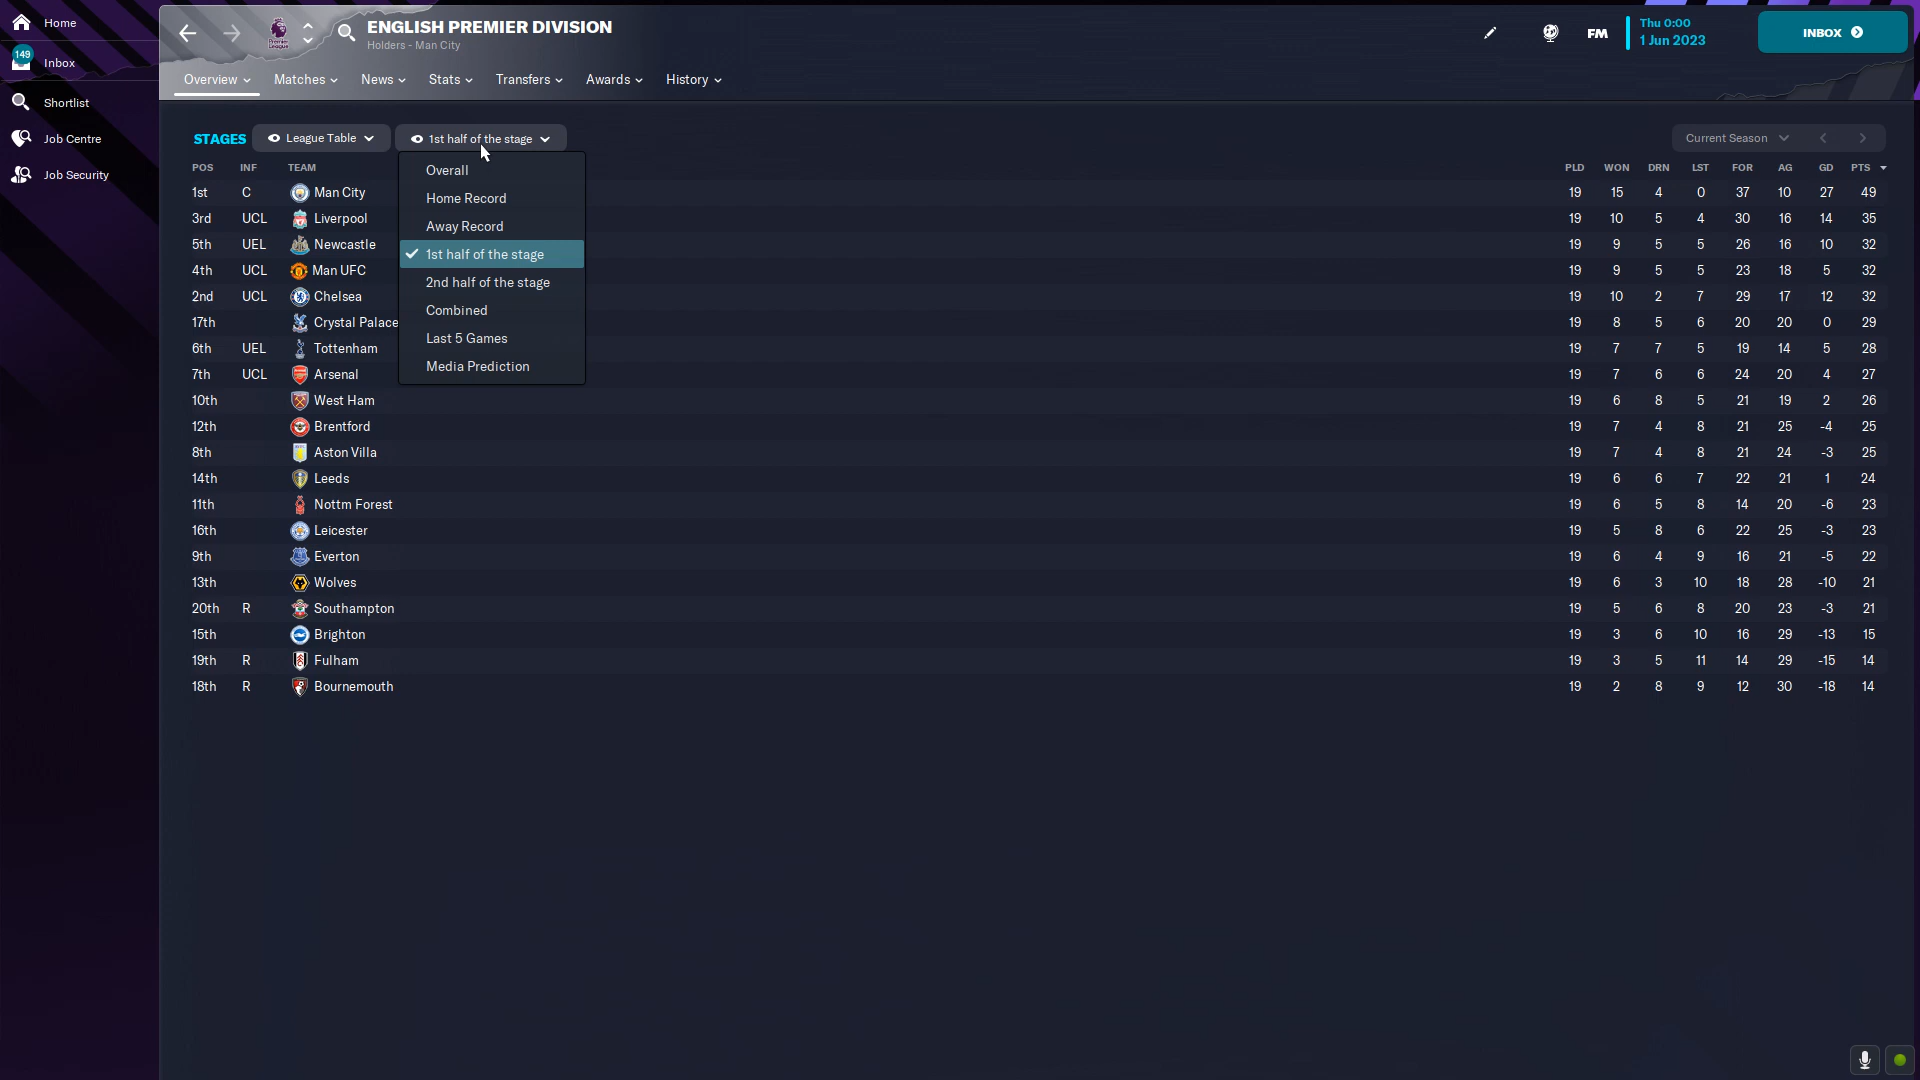 Home
149
Inbox
Shortlist
Job Centre
Job Security
Premier League
ENGLISH PREMIER DIVISION
Holders - Man City
FM
Thu 0:00
1 Jun 2023
INBOX
Overview Matches News Stats Transfers Awards History
STAGES League Table 1st half of the stage Current Season
Overall
Home Record
Away Record
1st half of the stage
2nd half of the stage
Combined
Last 5 Games
Media Prediction
POS INF TEAM PLD WON DRN LST FOR AG GD PTS
1st C Man City 19 15 4 0 37 10 27 49
3rd UCL Liverpool 19 10 5 4 30 16 14 35
5th UEL Newcastle 19 9 5 5 26 16 10 32
4th UCL Man UFC 19 9 5 5 23 18 5 32
2nd UCL Chelsea 19 10 2 7 29 17 12 32
17th Crystal Palace 19 8 5 6 20 20 0 29
6th UEL Tottenham 19 7 7 5 19 14 5 28
7th UCL Arsenal 19 7 6 6 24 20 4 27
10th West Ham 19 6 8 5 21 19 2 26
12th Brentford 19 7 4 8 21 25 -4 25
8th Aston Villa 19 7 4 8 21 24 -3 25
14th Leeds 19 6 6 7 22 21 1 24
11th Nottm Forest 19 6 5 8 14 20 -6 23
16th Leicester 19 5 8 6 22 25 -3 23
9th Everton 19 6 4 9 16 21 -5 22
13th Wolves 19 6 3 10 18 28 -10 21
20th R Southampton 19 5 6 8 20 23 -3 21
15th Brighton 19 3 6 10 16 29 -13 15
19th R Fulham 19 3 5 11 14 29 -15 14
18th R Bournemouth 19 2 8 9 12 30 -18 14